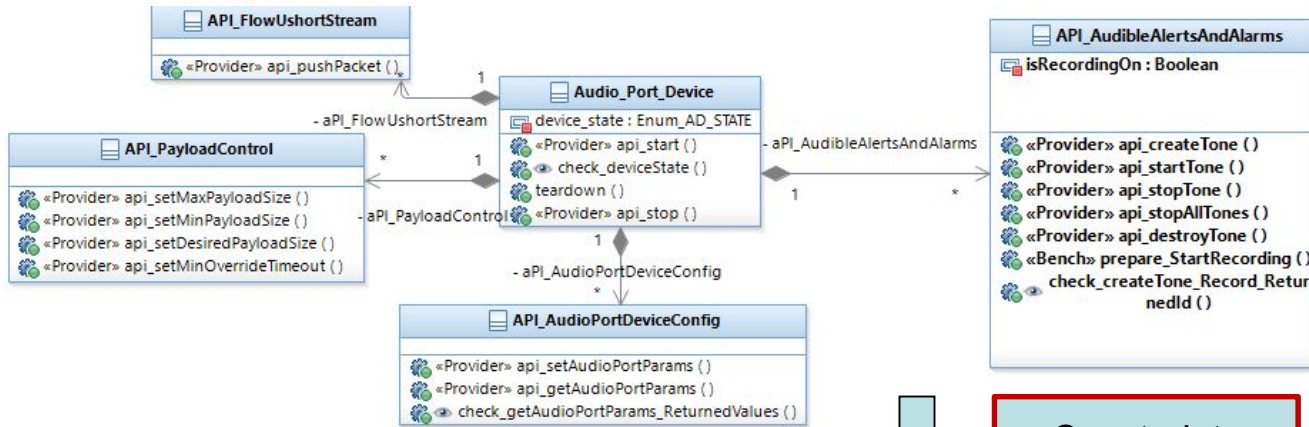 API_FlowUshortStream
«Provider» api_pushPacket ( )
*
1
- aPI_FlowUshortStream
API_PayloadControl
«Provider» api_setMaxPayloadSize ( )
«Provider» api_setMinPayloadSize ( )
«Provider» api_setDesiredPayloadSize ( )
«Provider» api_setMinOverrideTimeout ( )
*
1
- aPI_PayloadControl
Audio_Port_Device
device_state : Enum_AD_STATE
«Provider» api_start ( )
check_deviceState ( )
teardown ( )
«Provider» api_stop ( )
- aPI_AudibleAlertsAndAlarms
1
*
API_AudibleAlertsAndAlarms
isRecordingOn : Boolean
«Provider» api_createTone ( )
«Provider» api_startTone ( )
«Provider» api_stopTone ( )
«Provider» api_stopAllTones ( )
«Provider» api_destroyTone ( )
«Bench» prepare_StartRecording ( )
check_createTone_Record_Retur
nedId ( )
1
- aPI_AudioPortDeviceConfig
*
API_AudioPortDeviceConfig
«Provider» api_setAudioPortParams ( )
«Provider» api_getAudioPortParams ( )
check_getAudioPortParams_ReturnedValues ( )